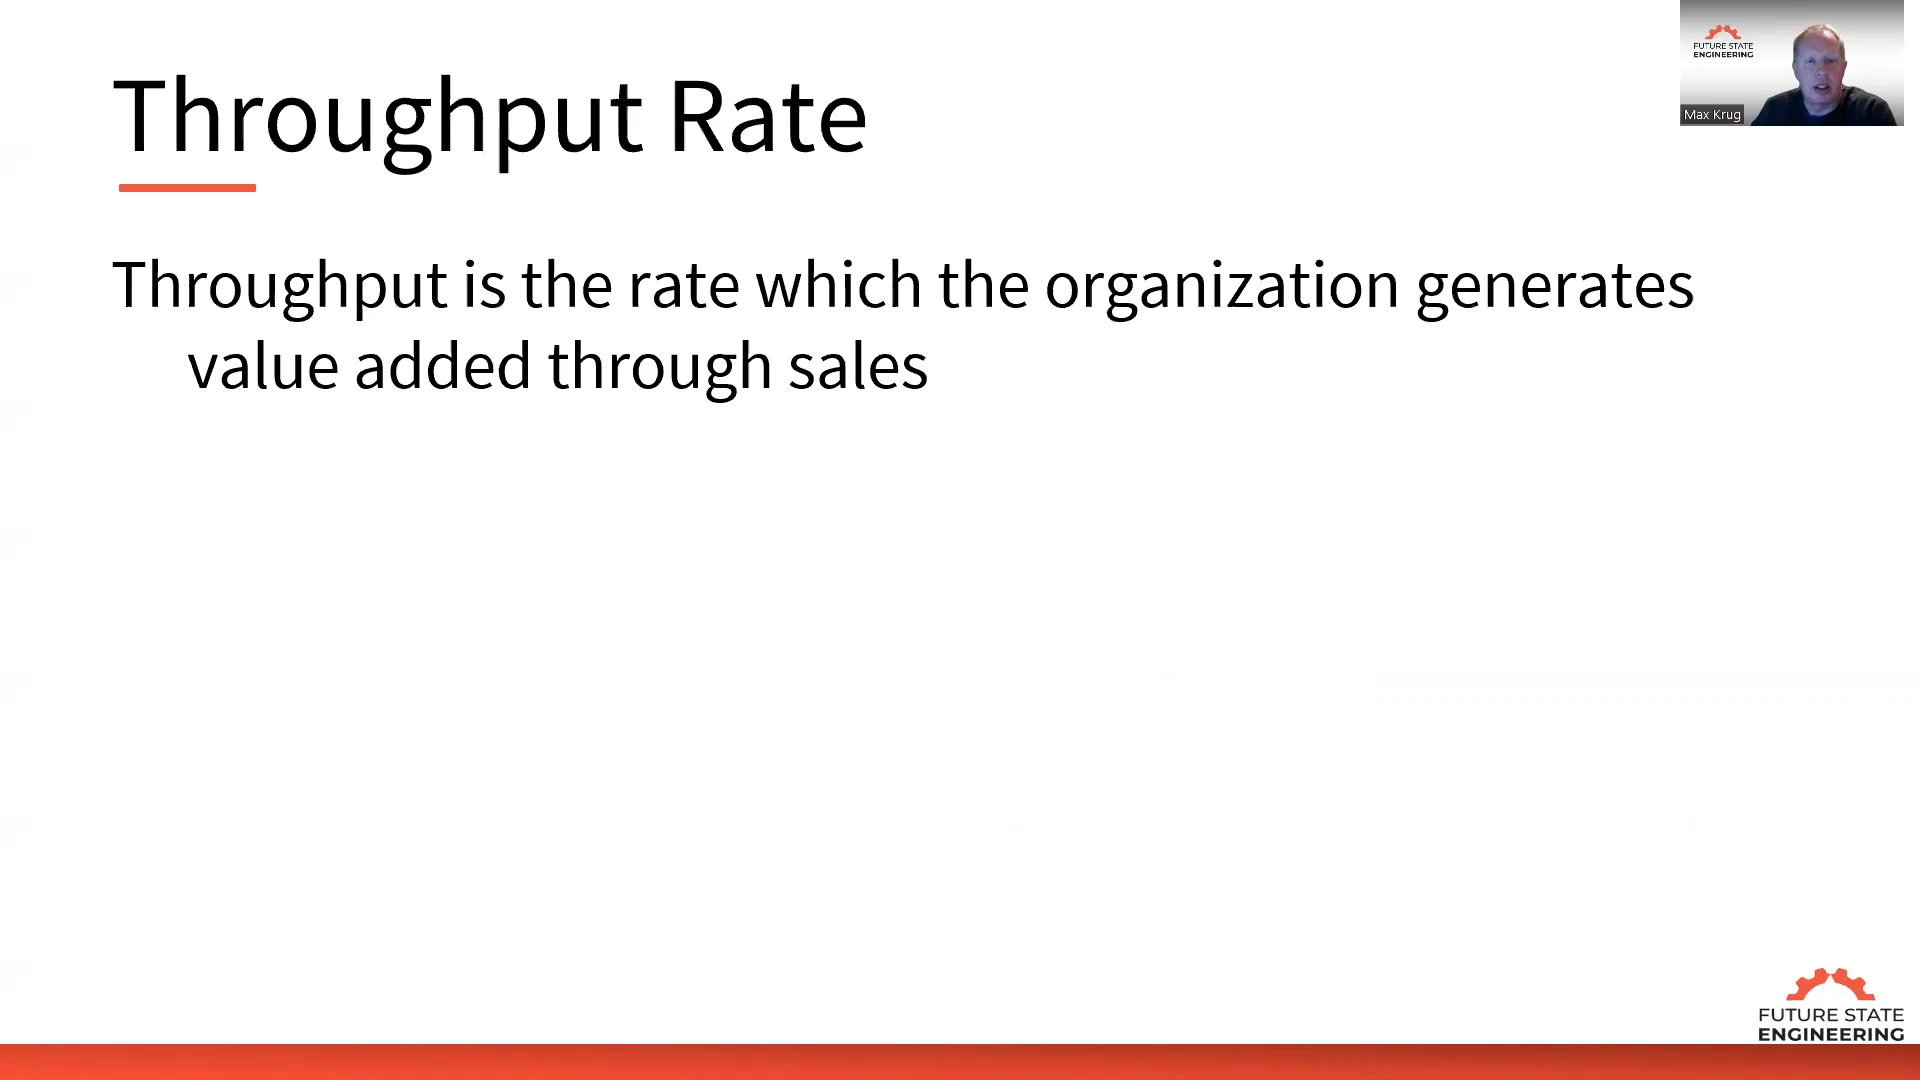 Throughput Rate
FUTURE STATE
ENGINEERING
Max Krug
Throughput is the rate which the organization generates
value added through sales
FUTURE STATE
ENGINEERING